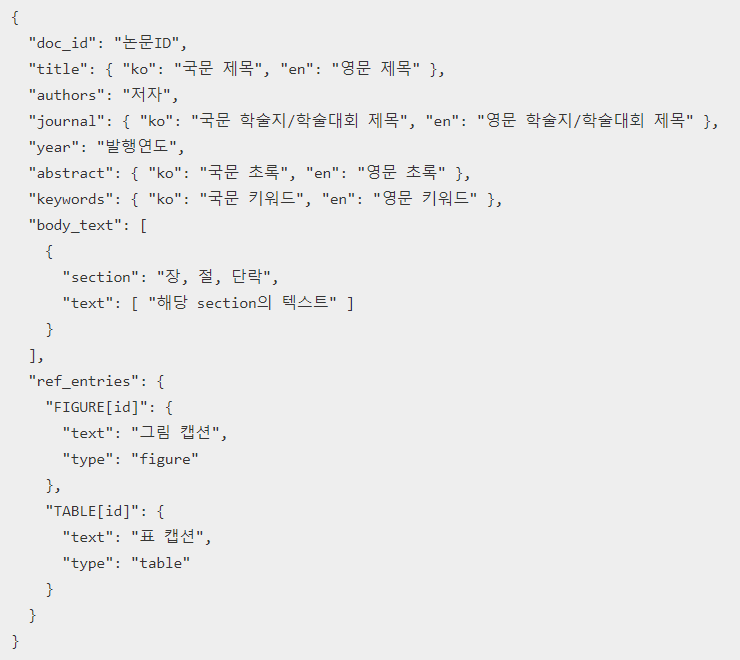 {
  "doc_id": "논문ID",
  "title": { "ko": "국문 제목", "en": "영문 제목" },
  "authors": "저자",
  "journal": { "ko": "국문 학술지/학술대회 제목", "en": "영문 학술지/학술대회 제목" },
  "year": "발행연도",
  "abstract": { "ko": "국문 초록", "en": "영문 초록" },
  "keywords": { "ko": "국문 키워드", "en": "영문 키워드" },
  "body_text": [
    {
      "section": "장, 절, 단락",
      "text": [ "해당 section의 텍스트" ]
    }
  ],
  "ref_entries": {
    "FIGURE[id]": {
      "text": "그림 캡션",
      "type": "figure"
    },
    "TABLE[id]": {
      "text": "표 캡션",
      "type": "table"
    }
  }
}